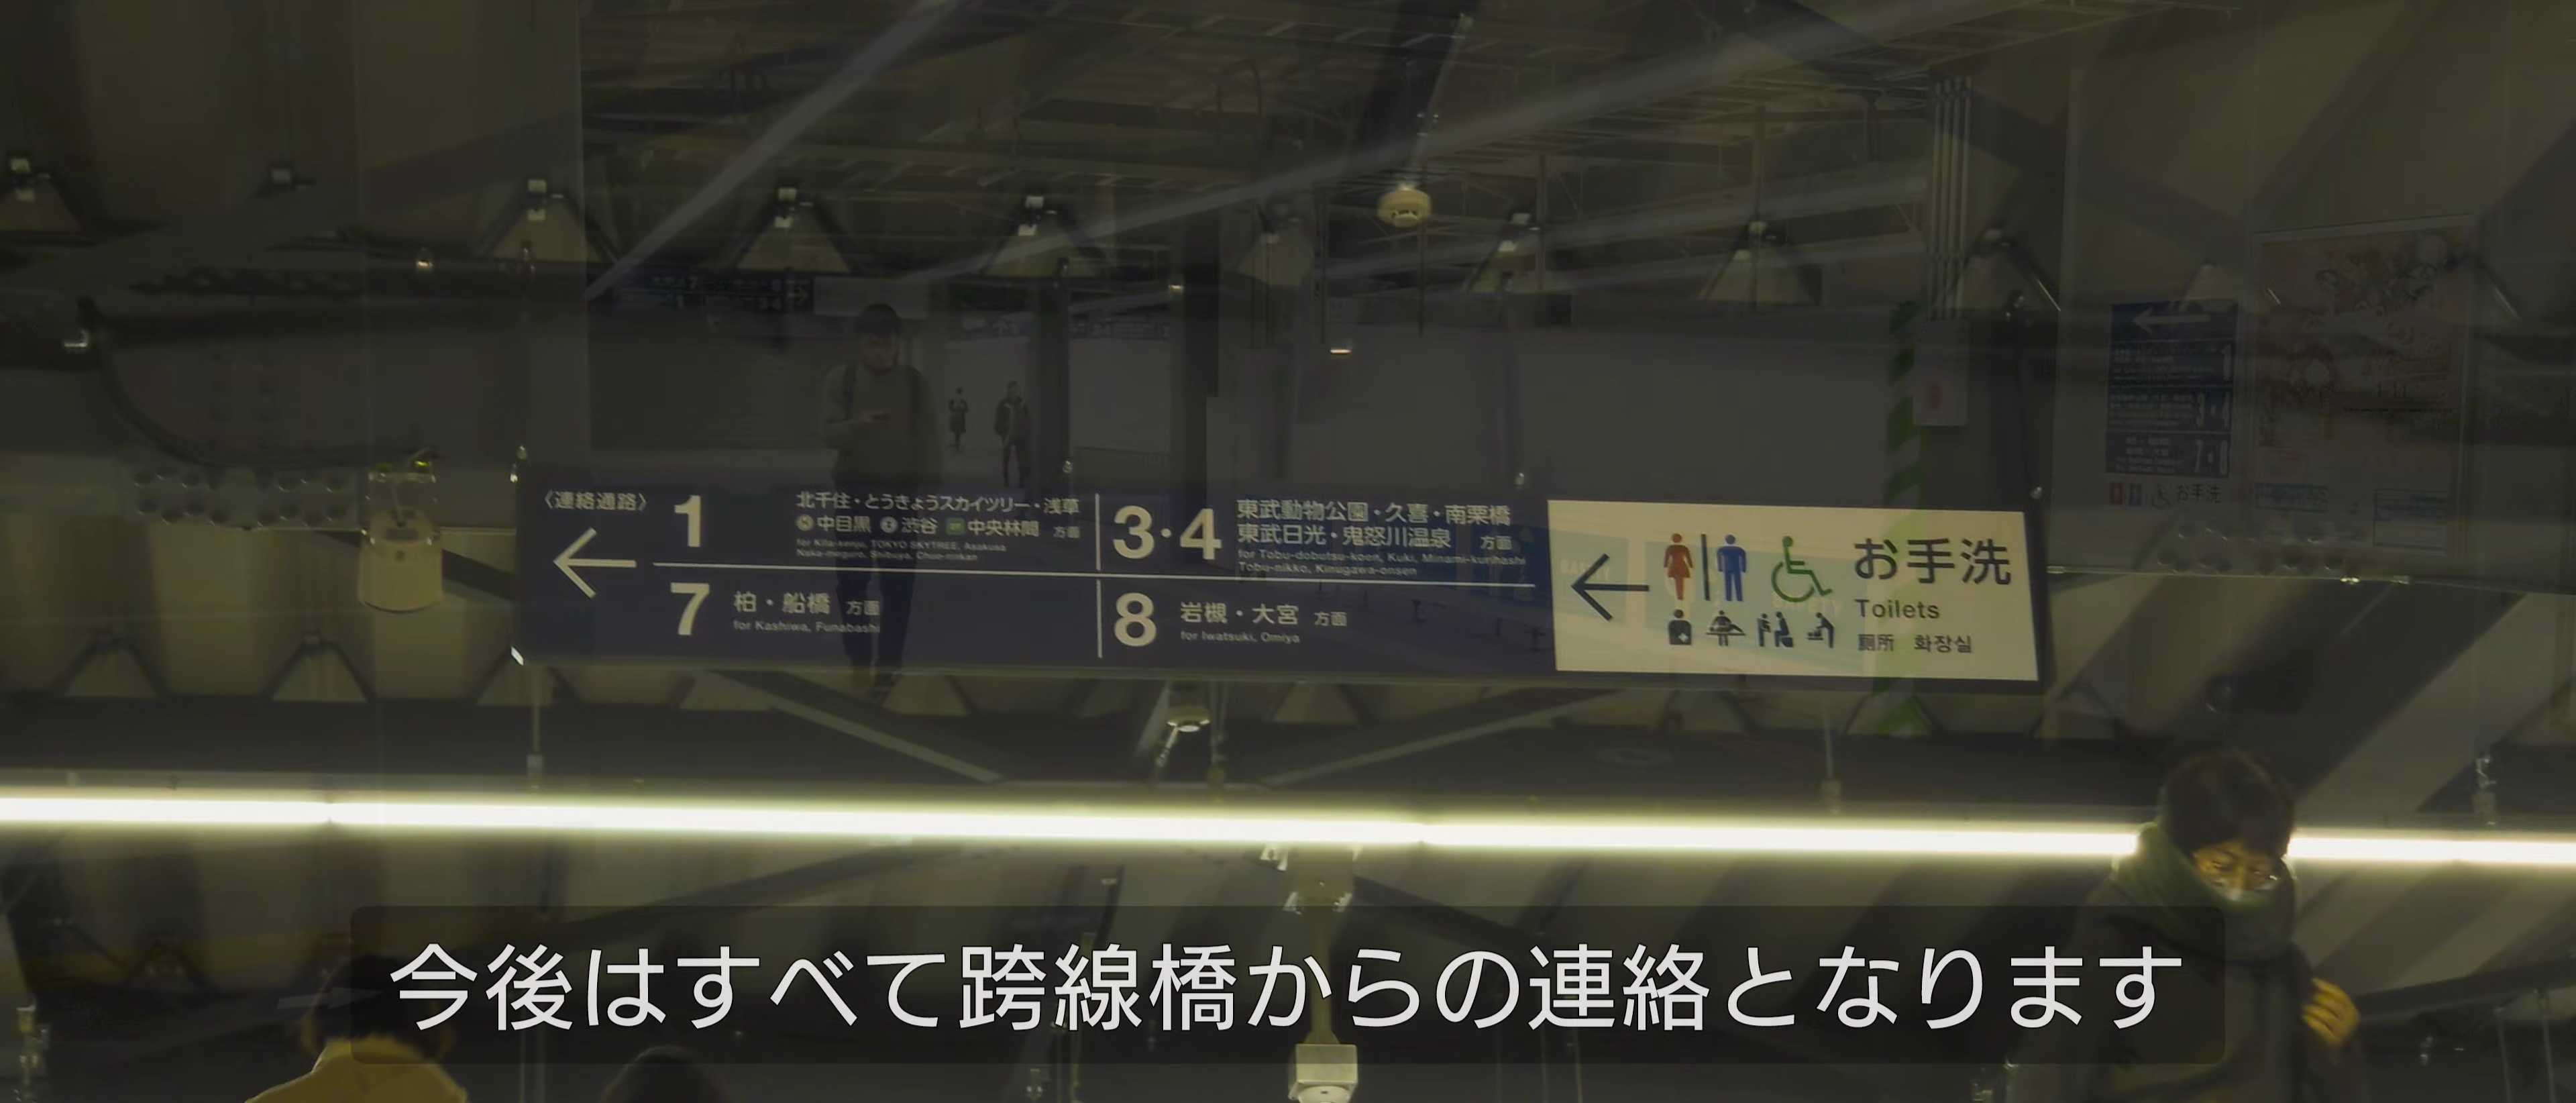 〈連絡通路〉
1
北千住・とうきょうスカイツリー・浅草
中目黒 渋谷 中央林間 方面
for Kita-senju, TOKYO SKYTREE, Asakusa
Naka-meguro, Shibuya, Chuo-rinkan
3・4
東武動物公園・久喜・南栗橋
東武日光・鬼怒川温泉 方面
for Tobu-dobutsu-koen, Kuki, Minami-kurihashi
Tobu-nikko, Kinugawa-onsen
7
柏・船橋 方面
for Kashiwa, Funabashi
8
岩槻・大宮 方面
for Iwatsuki, Omiya
お手洗
Toilets
厕所 화장실
お手洗
今後はすべて跨線橋からの連絡となります